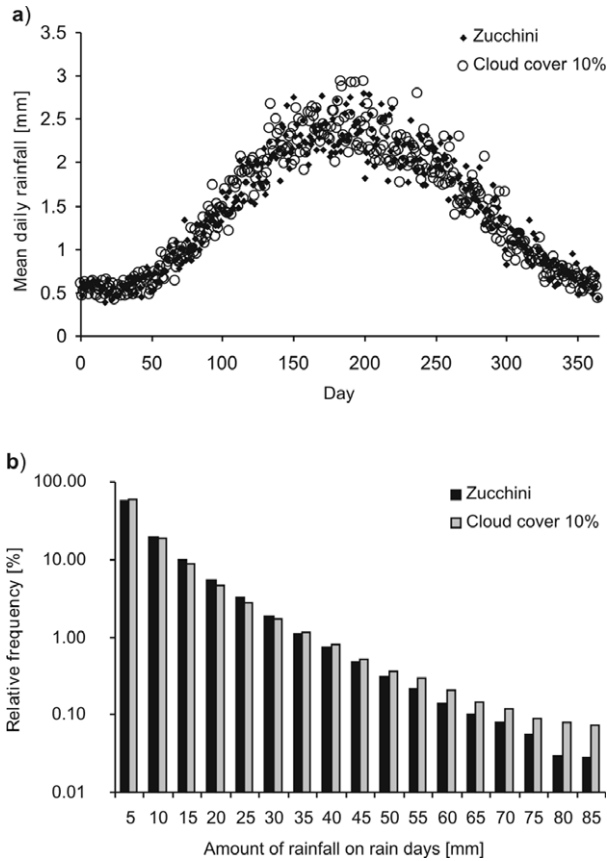 a)
Zucchini
Cloud cover 10%
Mean daily rainfall [mm]
3.5
3
2.5
2
1.5
1
0.5
0
0 50 100 150 200 250 300 350
Day
b)
Zucchini
Cloud cover 10%
Relative frequency [%]
100.00
10.00
1.00
0.10
0.01
5 10 15 20 25 30 35 40 45 50 55 60 65 70 75 80 85
Amount of rainfall on rain days [mm]